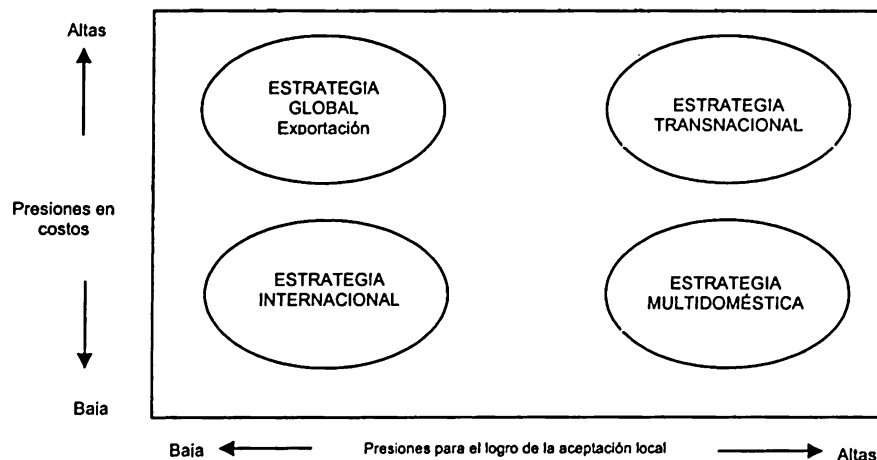 Altas
ESTRATEGIA
GLOBAL
Exportación
ESTRATEGIA
TRANSNACIONAL
Presiones en
costos
ESTRATEGIA
INTERNACIONAL
ESTRATEGIA
MULTIDOMÉSTICA
Baja
Baja
Presiones para el logro de la aceptación local
Altas